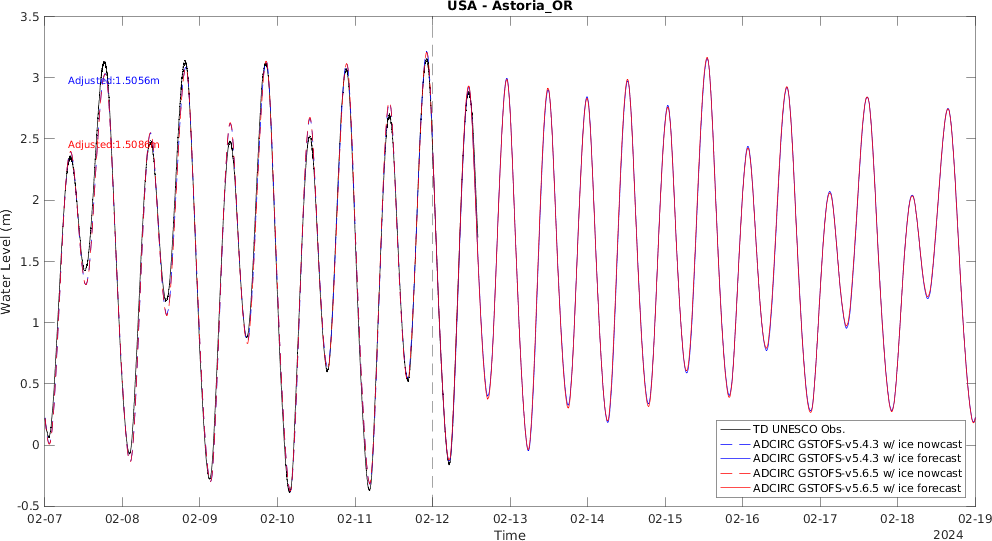 USA - Astoria_OR
3.5
3
2.5
2
1.5
1
0.5
0
-0.5
Water Level (m)
Adjusted:1.5056m
Adjusted:1.5086m
TD UNESCO Obs.
ADCIRC GSTOFS-v5.4.3 w/ ice nowcast
ADCIRC GSTOFS-v5.4.3 w/ ice forecast
ADCIRC GSTOFS-v5.6.5 w/ ice nowcast
ADCIRC GSTOFS-v5.6.5 w/ ice forecast
02-07 02-08 02-09 02-10 02-11 02-12 02-13 02-14 02-15 02-16 02-17 02-18 02-19
Time
2024